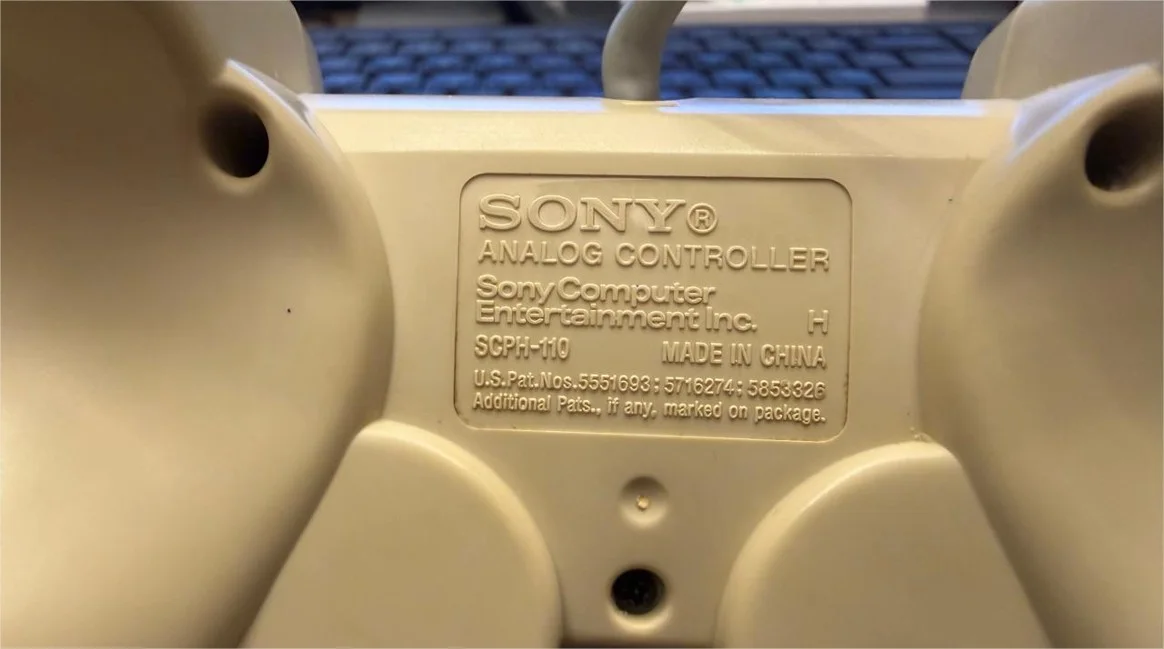 SONY®
ANALOG CONTROLLER
Sony Computer
Entertainment Inc. H
SCPH-110 MADE IN CHINA
U.S.Pat.Nos.5551693; 5716274; 5853326
Additional Pats., if any, marked on package.